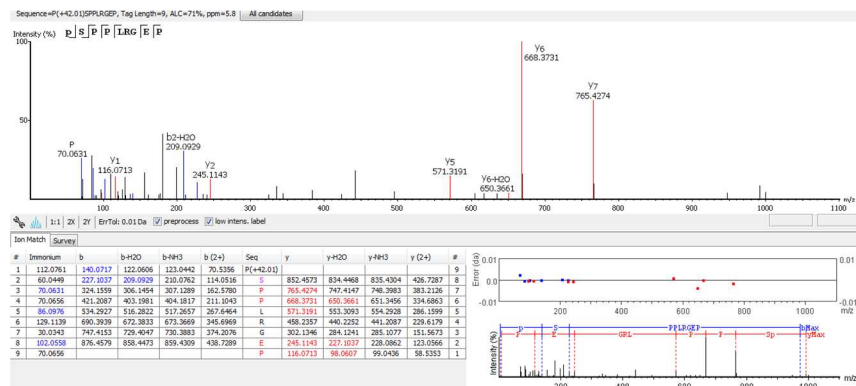 Sequence=P(+42.01)SPPLRGEP, Tag Length=9, ALC=71%, ppm=5.8 All candidates
Intensity (%) p S P P L R G E P
100
50
P
70.0631
y1
116.0713
b2-H2O
209.0929
y2
245.1143
y5
571.3191
y6-H2O
650.3661
y6
668.3731
y7
765.4274
100 200 300 400 500 600 700 800 900 1000 1100 m/z
1:1 2X 2Y ErrTol: 0.01 Da preprocess low intens. label
Ion Match Survey
# Immonium b b-H2O b-NH3 b (2+) Seq y y-H2O y-NH3 y (2+) #
1 112.0761 140.0717 122.0606 123.0442 70.5356 P(+42.01) 9
2 60.0449 227.1037 209.0929 210.0762 114.0516 S 852.4573 834.4468 835.4304 426.7287 8
3 70.0631 324.1559 306.1454 307.1289 162.5780 P 765.4274 747.4147 748.3983 383.2126 7
4 70.0656 421.2087 403.1981 404.1817 211.1043 P 668.3731 650.3661 651.3456 334.6863 6
5 86.0976 534.2927 516.2822 517.2657 267.6464 L 571.3191 553.3093 554.2928 286.1599 5
6 129.1139 690.3939 672.3833 673.3669 345.6969 R 458.2357 440.2252 441.2087 229.6179 4
7 30.0343 747.4153 729.4047 730.3883 374.2076 G 302.1346 284.1241 285.1077 151.5673 3
8 102.0558 876.4579 858.4473 859.4309 438.7289 E 245.1143 227.1037 228.0862 123.0566 2
9 70.0656 P 116.0713 98.0607 99.0436 58.5353 1
Error (da)
0.01
-0.0
-0.01
0.01
-0.01
200 400 600 800 1000 m/z
p S PPLRGEP bMax
P E GRL P P Sp yMax
Intensity (%)
200 400 600 800 1000 m/z